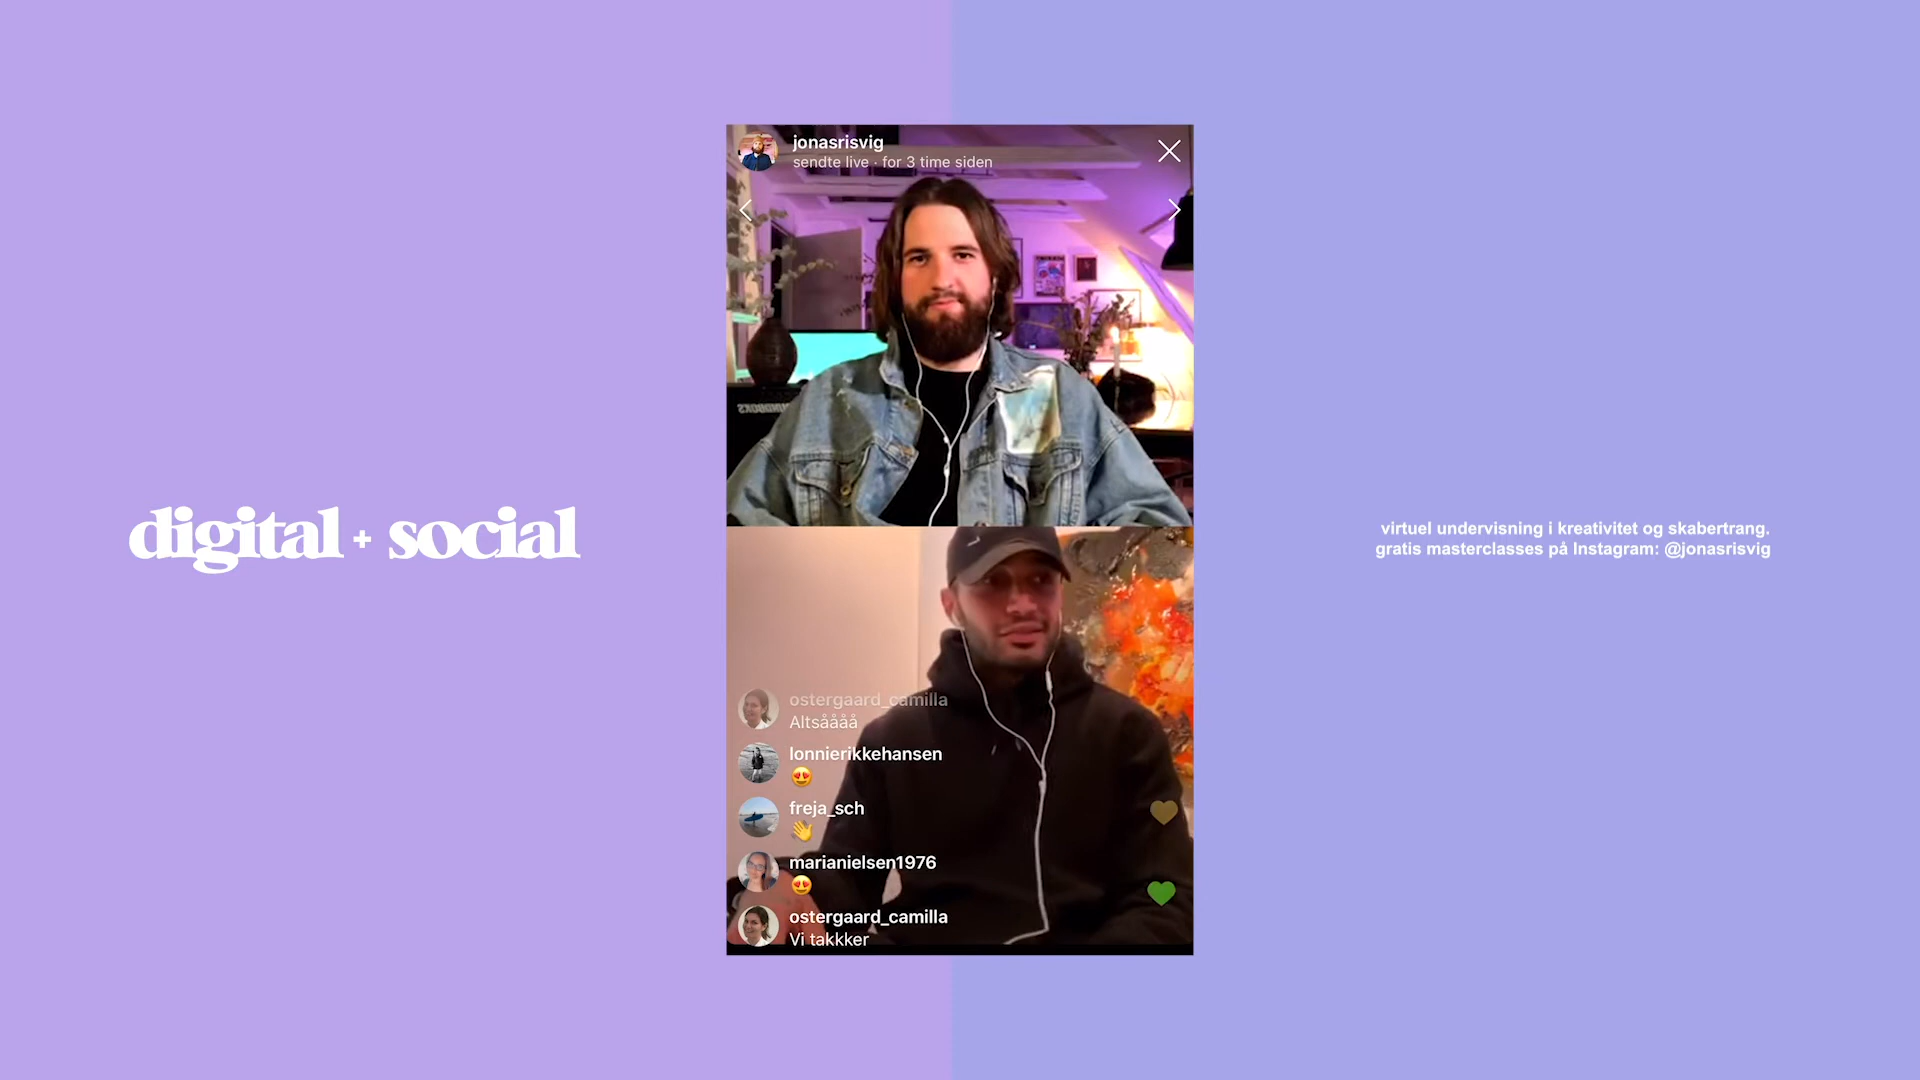 jonasrisvig
sendte live · for 3 time siden
digital + social
virtuel undervisning i kreativitet og skabertrang.
gratis masterclasses på Instagram: @jonasrisvig
ostergaard_camilla
Altsåååå
lonnierikkehansen
😍
freja_sch
👋
marianielsen1976
😍
ostergaard_camilla
Vi takkker